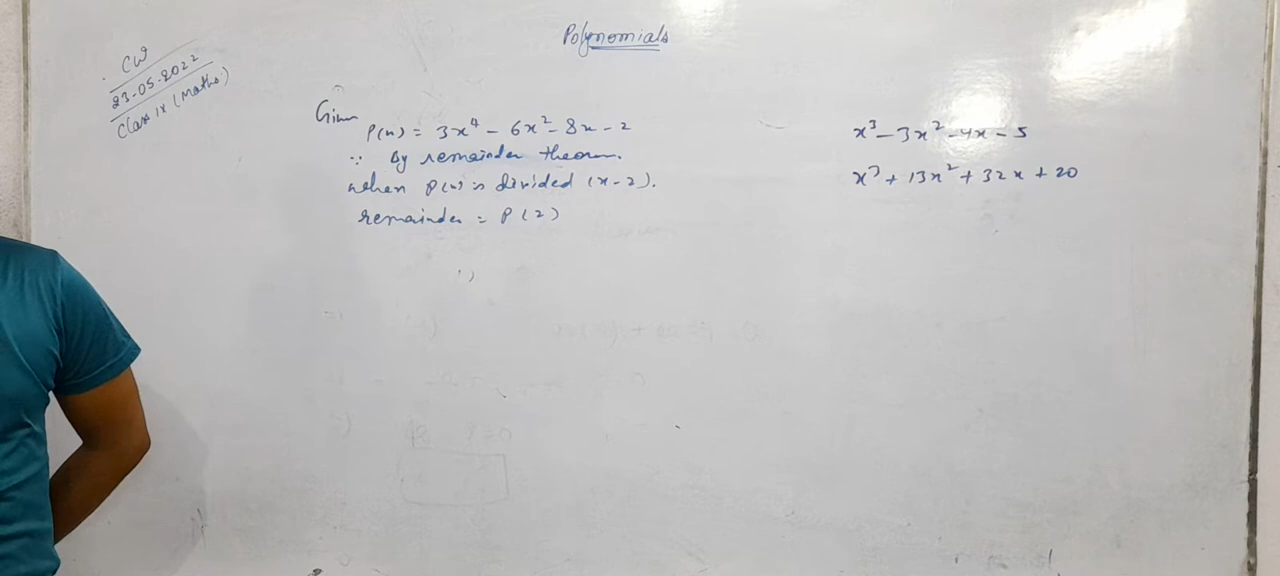 Polynomials
CW
23-05-2022
Class IX (Maths)
Given
P(x) = 3x⁴ - 6x² - 8x - 2
∵ By remainder theorem.
when P(x) is divided (x-2).
remainder = P(2)
x³ - 3x² - 4x - 5
x³ + 13x² + 32x + 20